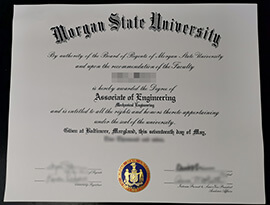 Morgan State University
By authority of the Board of Regents of Morgan State University
and upon the recommendation of the Faculty
is hereby awarded the Degree of
Associate of Engineering
Mechanical Engineering
and is entitled to all the rights and honors thereto appertaining
under the seal of the university.
Given at Baltimore, Maryland, this nineteenth day of May,